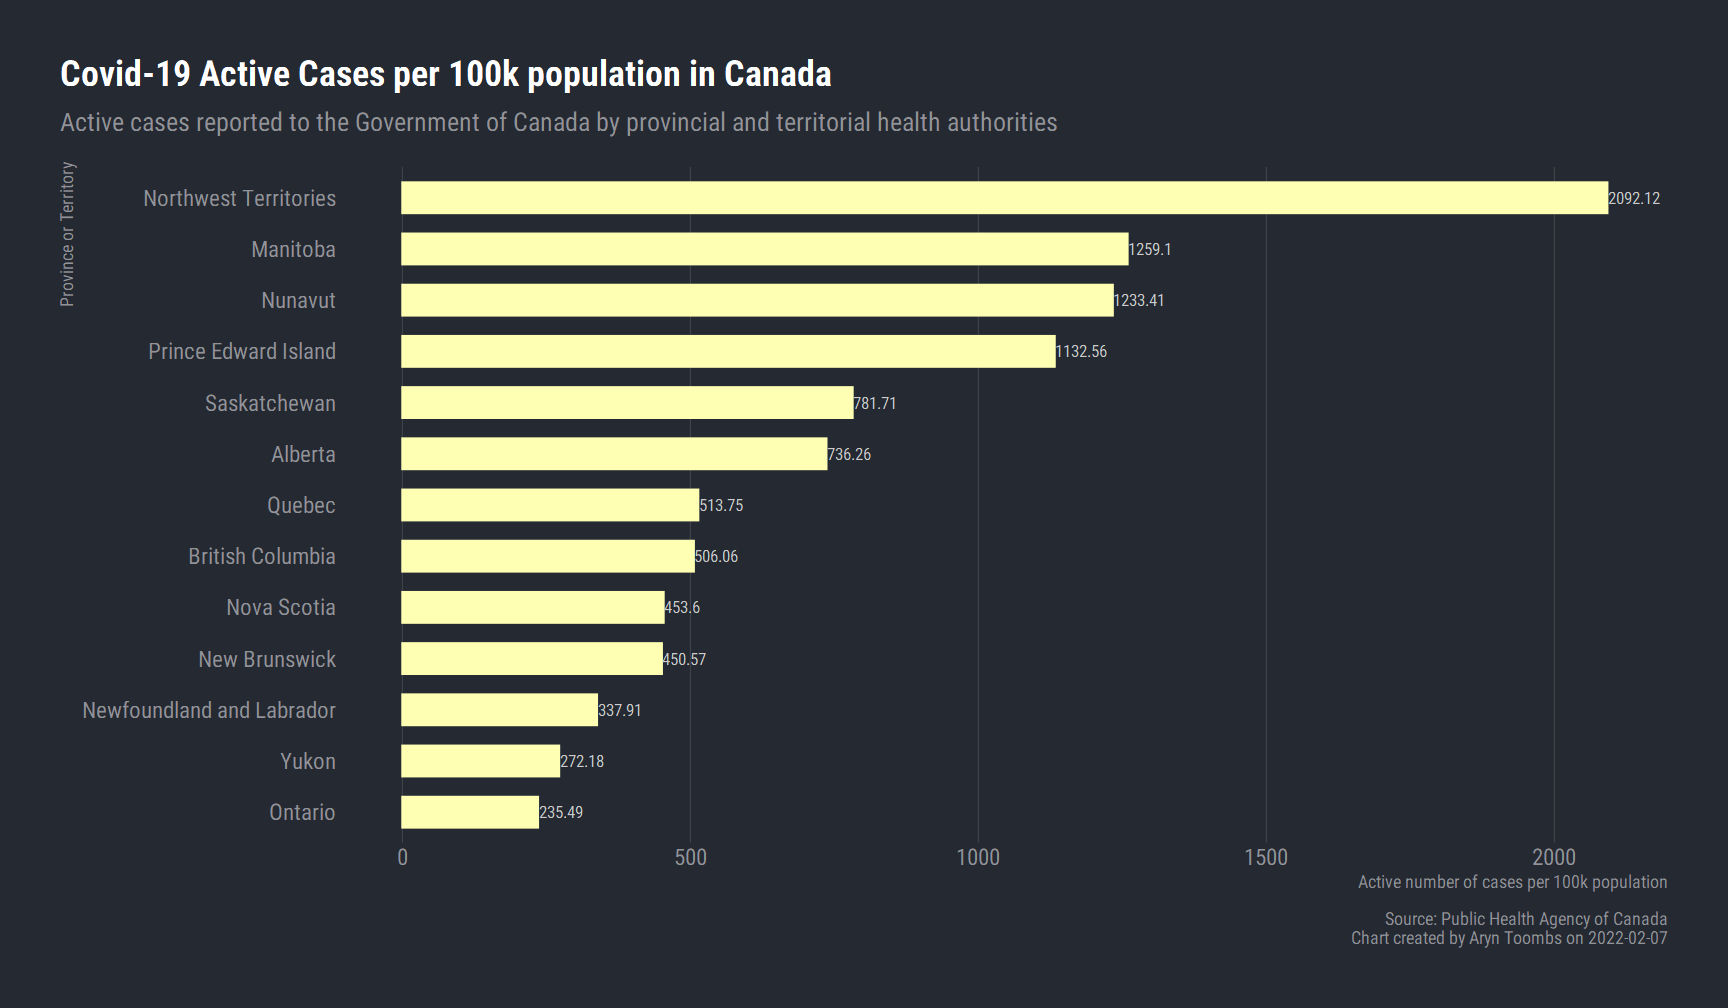 Covid-19 Active Cases per 100k population in Canada
Active cases reported to the Government of Canada by provincial and territorial health authorities
Province or Territory
Northwest Territories 2092.12
Manitoba 1259.1
Nunavut 1233.41
Prince Edward Island 1132.56
Saskatchewan 781.71
Alberta 736.26
Quebec 513.75
British Columbia 506.06
Nova Scotia 453.6
New Brunswick 450.57
Newfoundland and Labrador 337.91
Yukon 272.18
Ontario 235.49
0 500 1000 1500 2000
Active number of cases per 100k population
Source: Public Health Agency of Canada
Chart created by Aryn Toombs on 2022-02-07